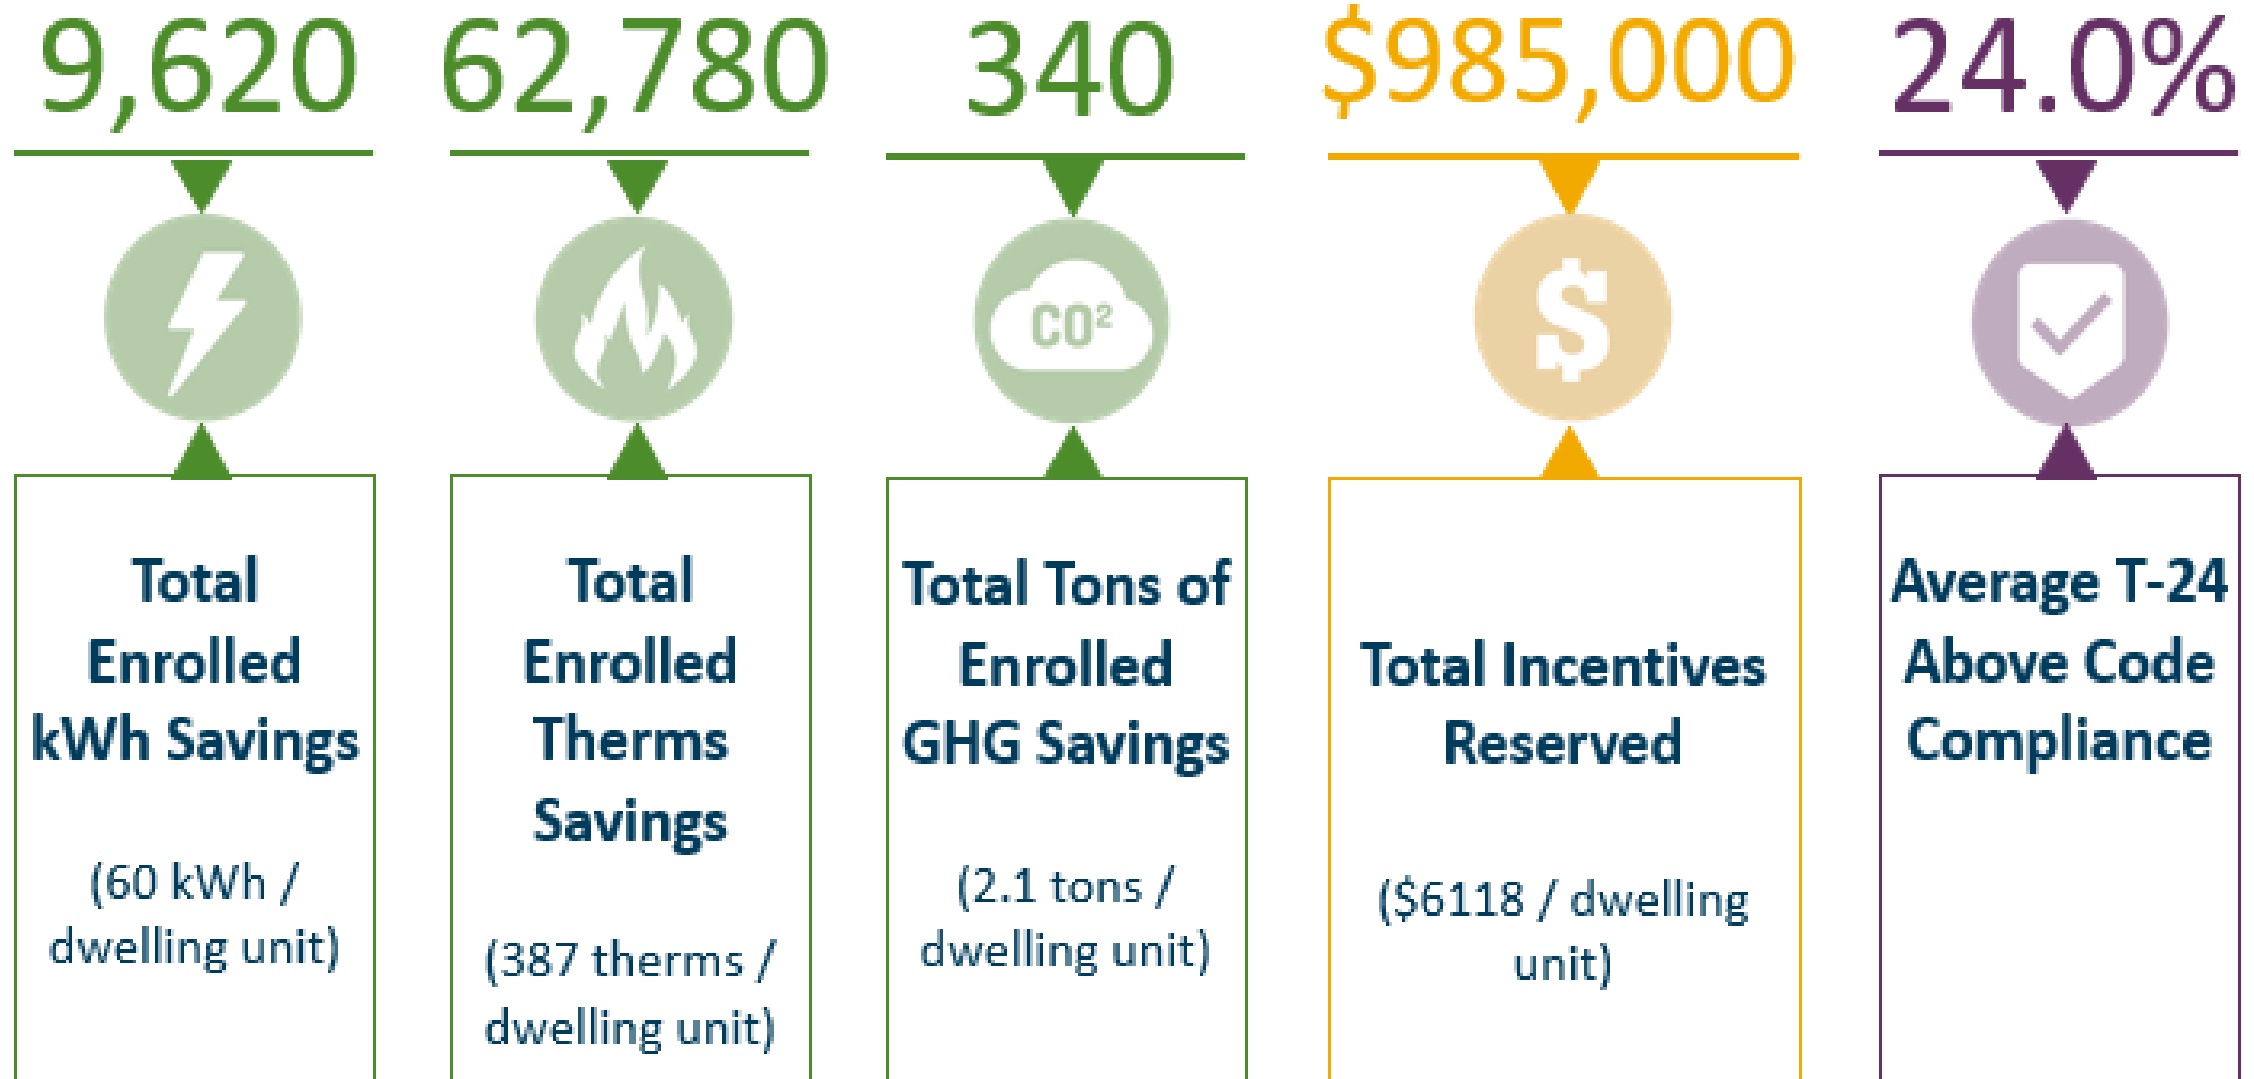 9,620
Total
Enrolled
kWh Savings
(60 kWh /
dwelling unit)
62,780
Total
Enrolled
Therms
Savings
(387 therms /
dwelling unit)
340
CO²
Total Tons of
Enrolled
GHG Savings
(2.1 tons /
dwelling unit)
$985,000
$
Total Incentives
Reserved
($6118 / dwelling
unit)
24.0%
Average T-24
Above Code
Compliance